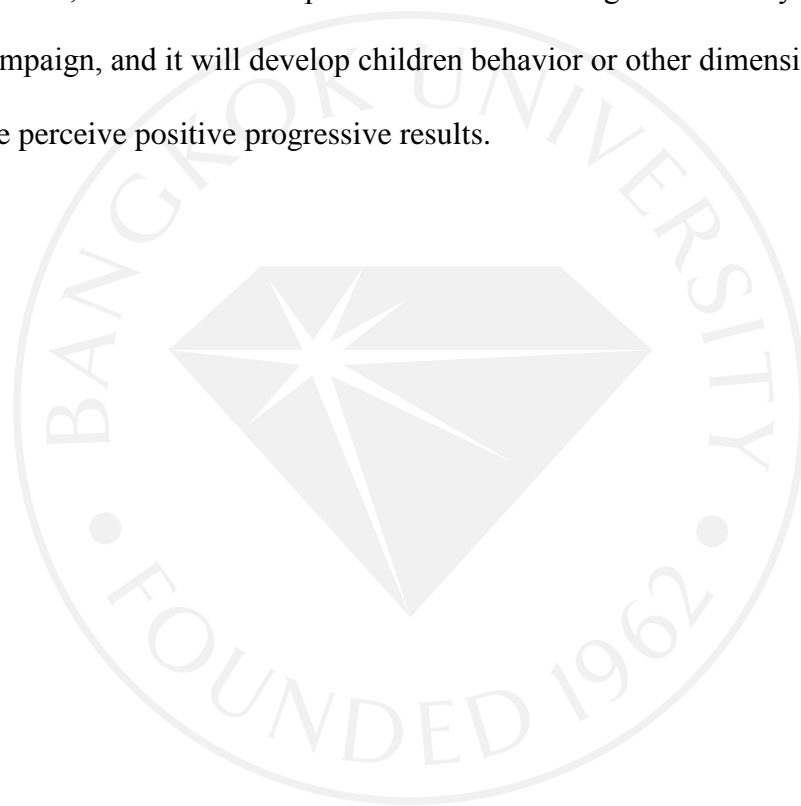 mpaign, and it will develop children behavior or other dimensi
e perceive positive progressive results.
BANGKOK UNIVERSITY
• FOUNDED 1962 •